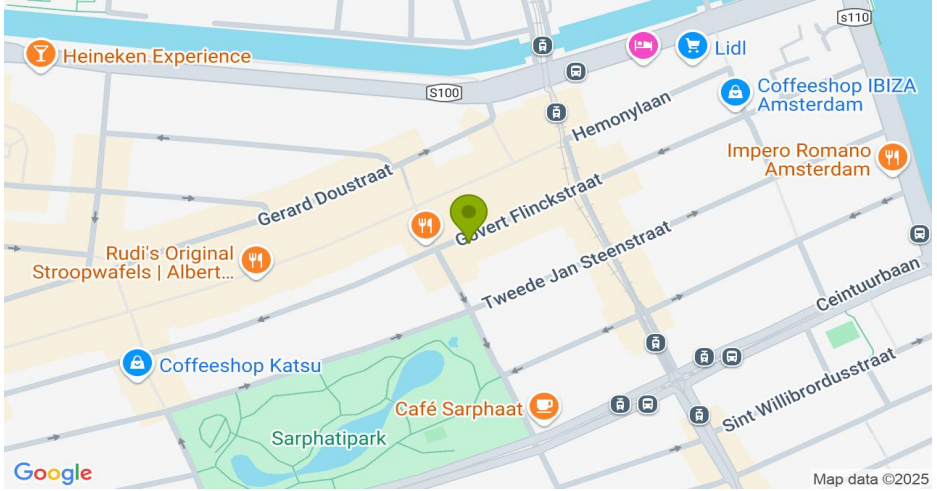 s110
Heineken Experience
Lidl
S100
Coffeeshop IBIZA
Amsterdam
Hemonylaan
Impero Romano
Amsterdam
Gerard Doustraat
Govert Flinckstraat
Rudi's Original
Stroopwafels | Albert...
Tweede Jan Steenstraat
Ceintuurbaan
Coffeeshop Katsu
Café Sarphaat
Sint Willibrordusstraat
Sarphatipark
Google
Map data ©2025